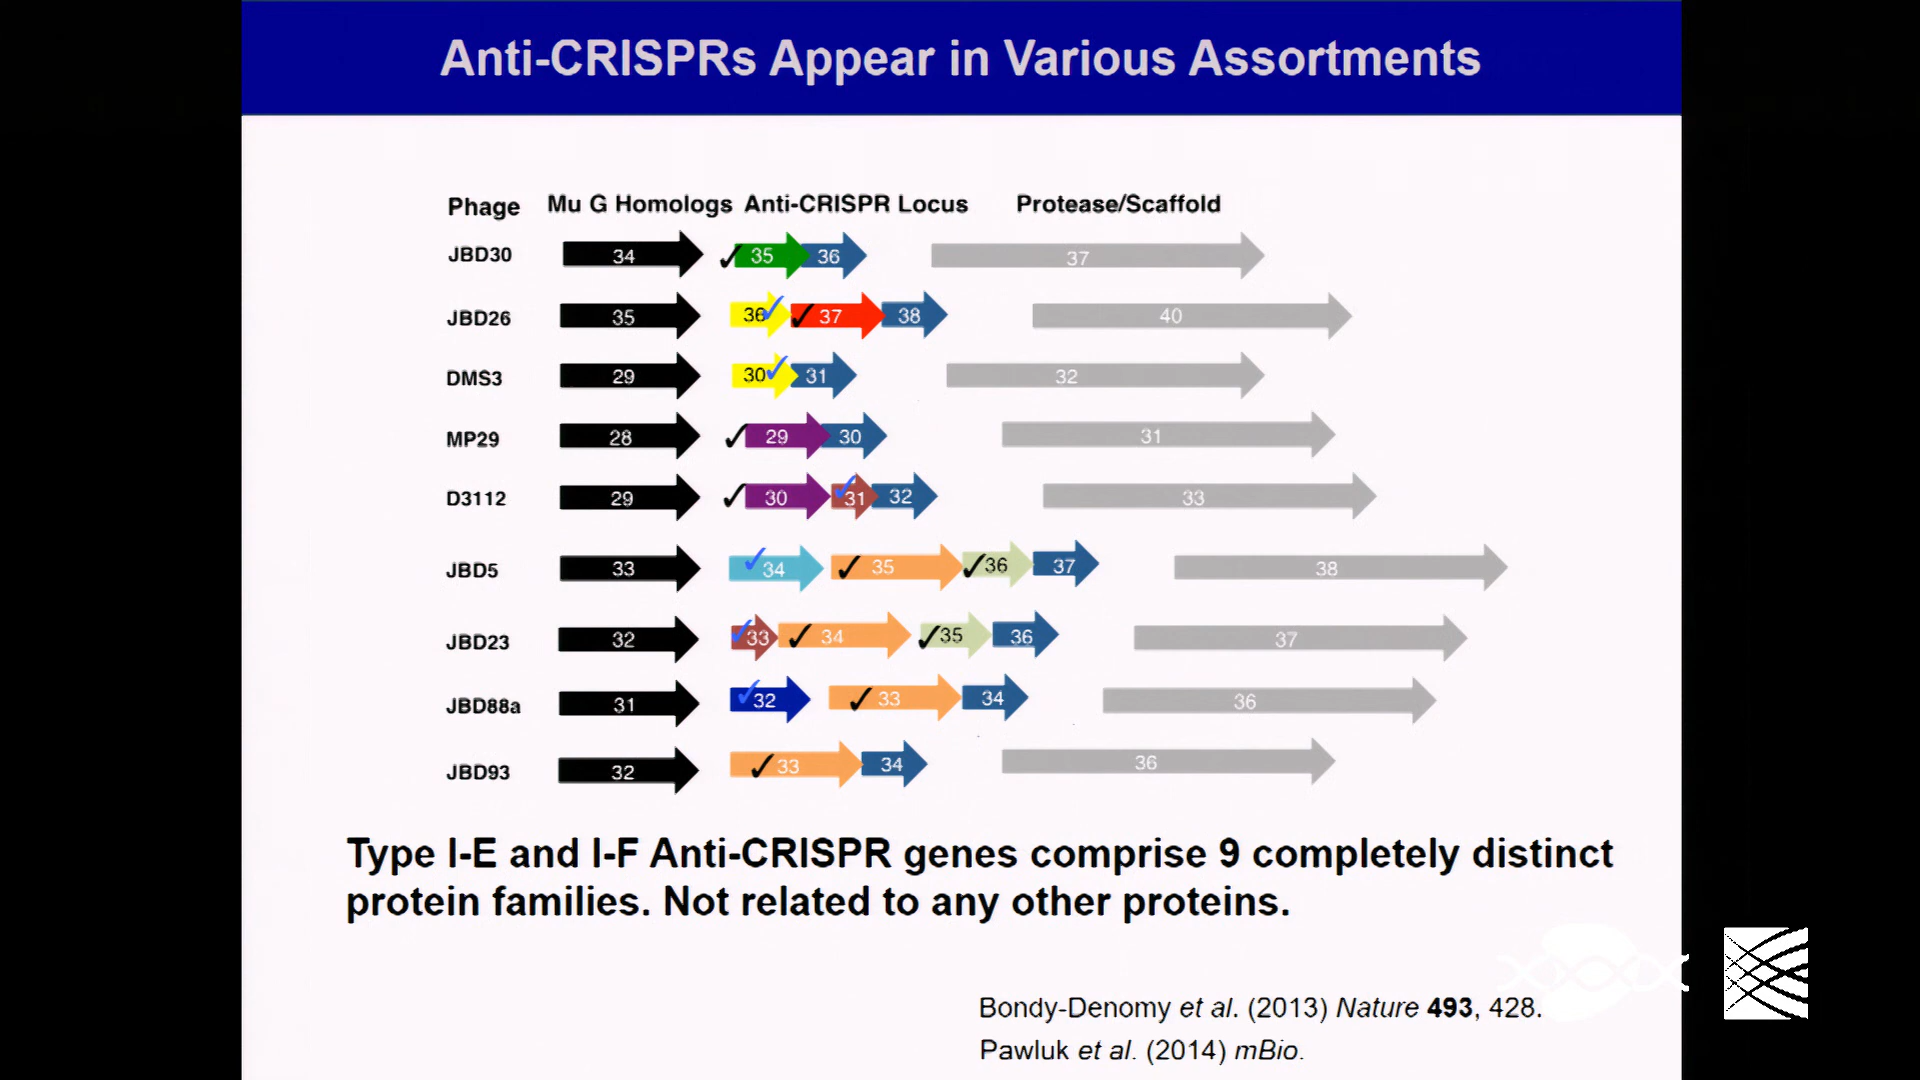 Anti-CRISPRs Appear in Various Assortments
Phage Mu G Homologs Anti-CRISPR Locus Protease/Scaffold
JBD30 34 35 36 37
JBD26 35 36 37 38 40
DMS3 29 30 31 32
MP29 28 29 30 31
D3112 29 30 31 32 33
JBD5 33 34 35 36 37 38
JBD23 32 33 34 35 36 37
JBD88a 31 32 33 34 36
JBD93 32 33 34 36
Type I-E and I-F Anti-CRISPR genes comprise 9 completely distinct
protein families. Not related to any other proteins.
Bondy-Denomy et al. (2013) Nature 493, 428.
Pawluk et al. (2014) mBio.